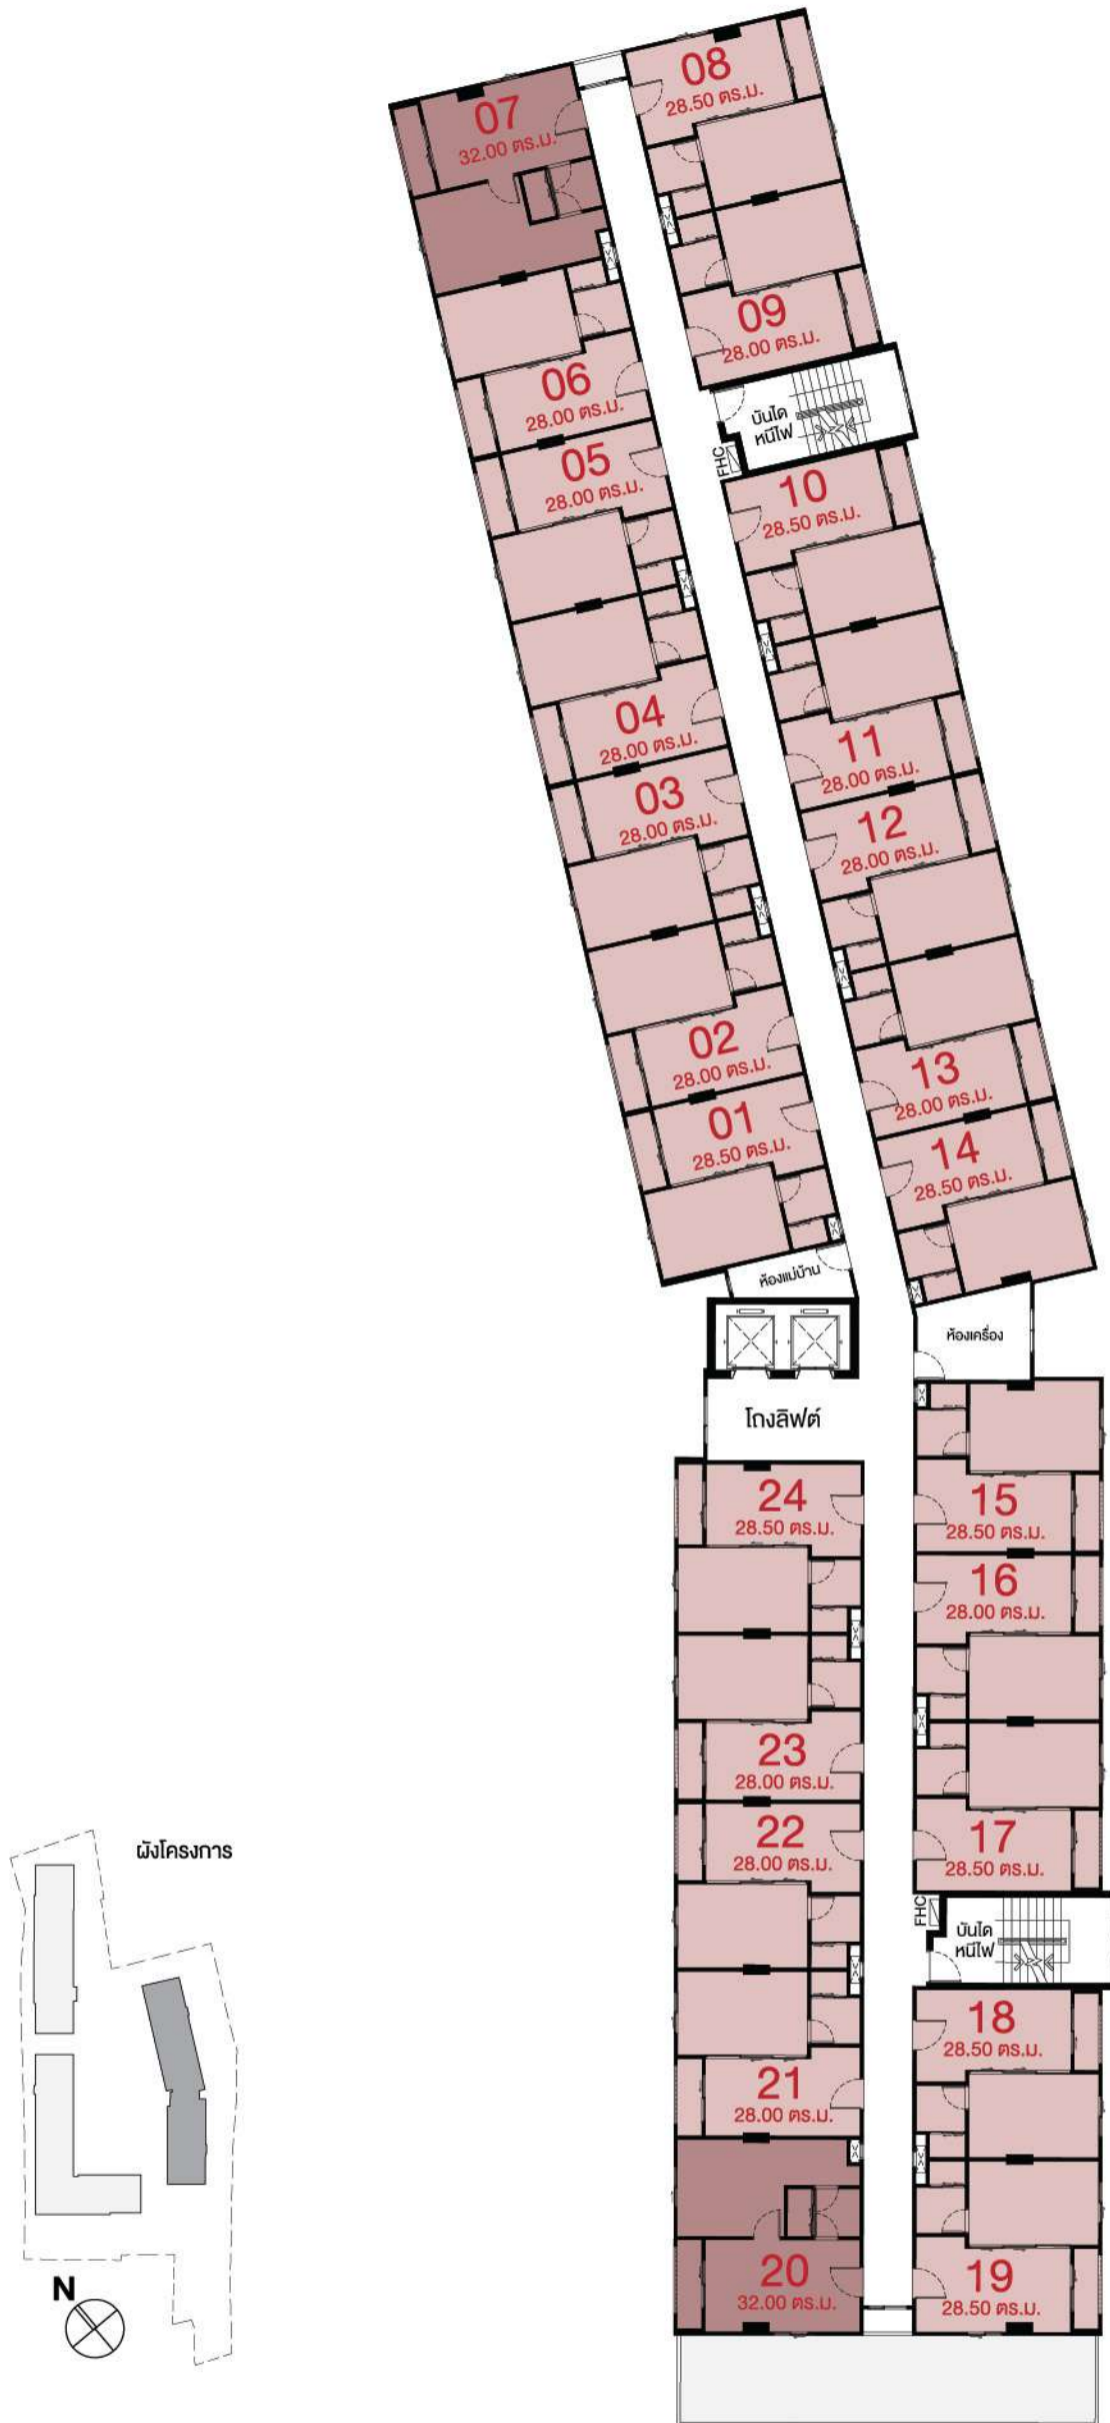 08
28.50 ตร.ม.
07
32.00 ตร.ม.
09
28.00 ตร.ม.
06
28.00 ตร.ม.
บันได
หนีไฟ
FHC
05
28.00 ตร.ม.
10
28.50 ตร.ม.
04
28.00 ตร.ม.
11
28.00 ตร.ม.
03
28.00 ตร.ม.
12
28.00 ตร.ม.
02
28.00 ตร.ม.
13
28.00 ตร.ม.
01
28.50 ตร.ม.
14
28.50 ตร.ม.
ห้องแม่บ้าน
ห้องเครื่อง
โถงลิฟต์
24
28.50 ตร.ม.
15
28.50 ตร.ม.
16
28.00 ตร.ม.
23
28.00 ตร.ม.
22
28.00 ตร.ม.
17
28.50 ตร.ม.
ผังโครงการ
FHC
บันได
หนีไฟ
18
28.50 ตร.ม.
21
28.00 ตร.ม.
20
32.00 ตร.ม.
19
28.50 ตร.ม.
N